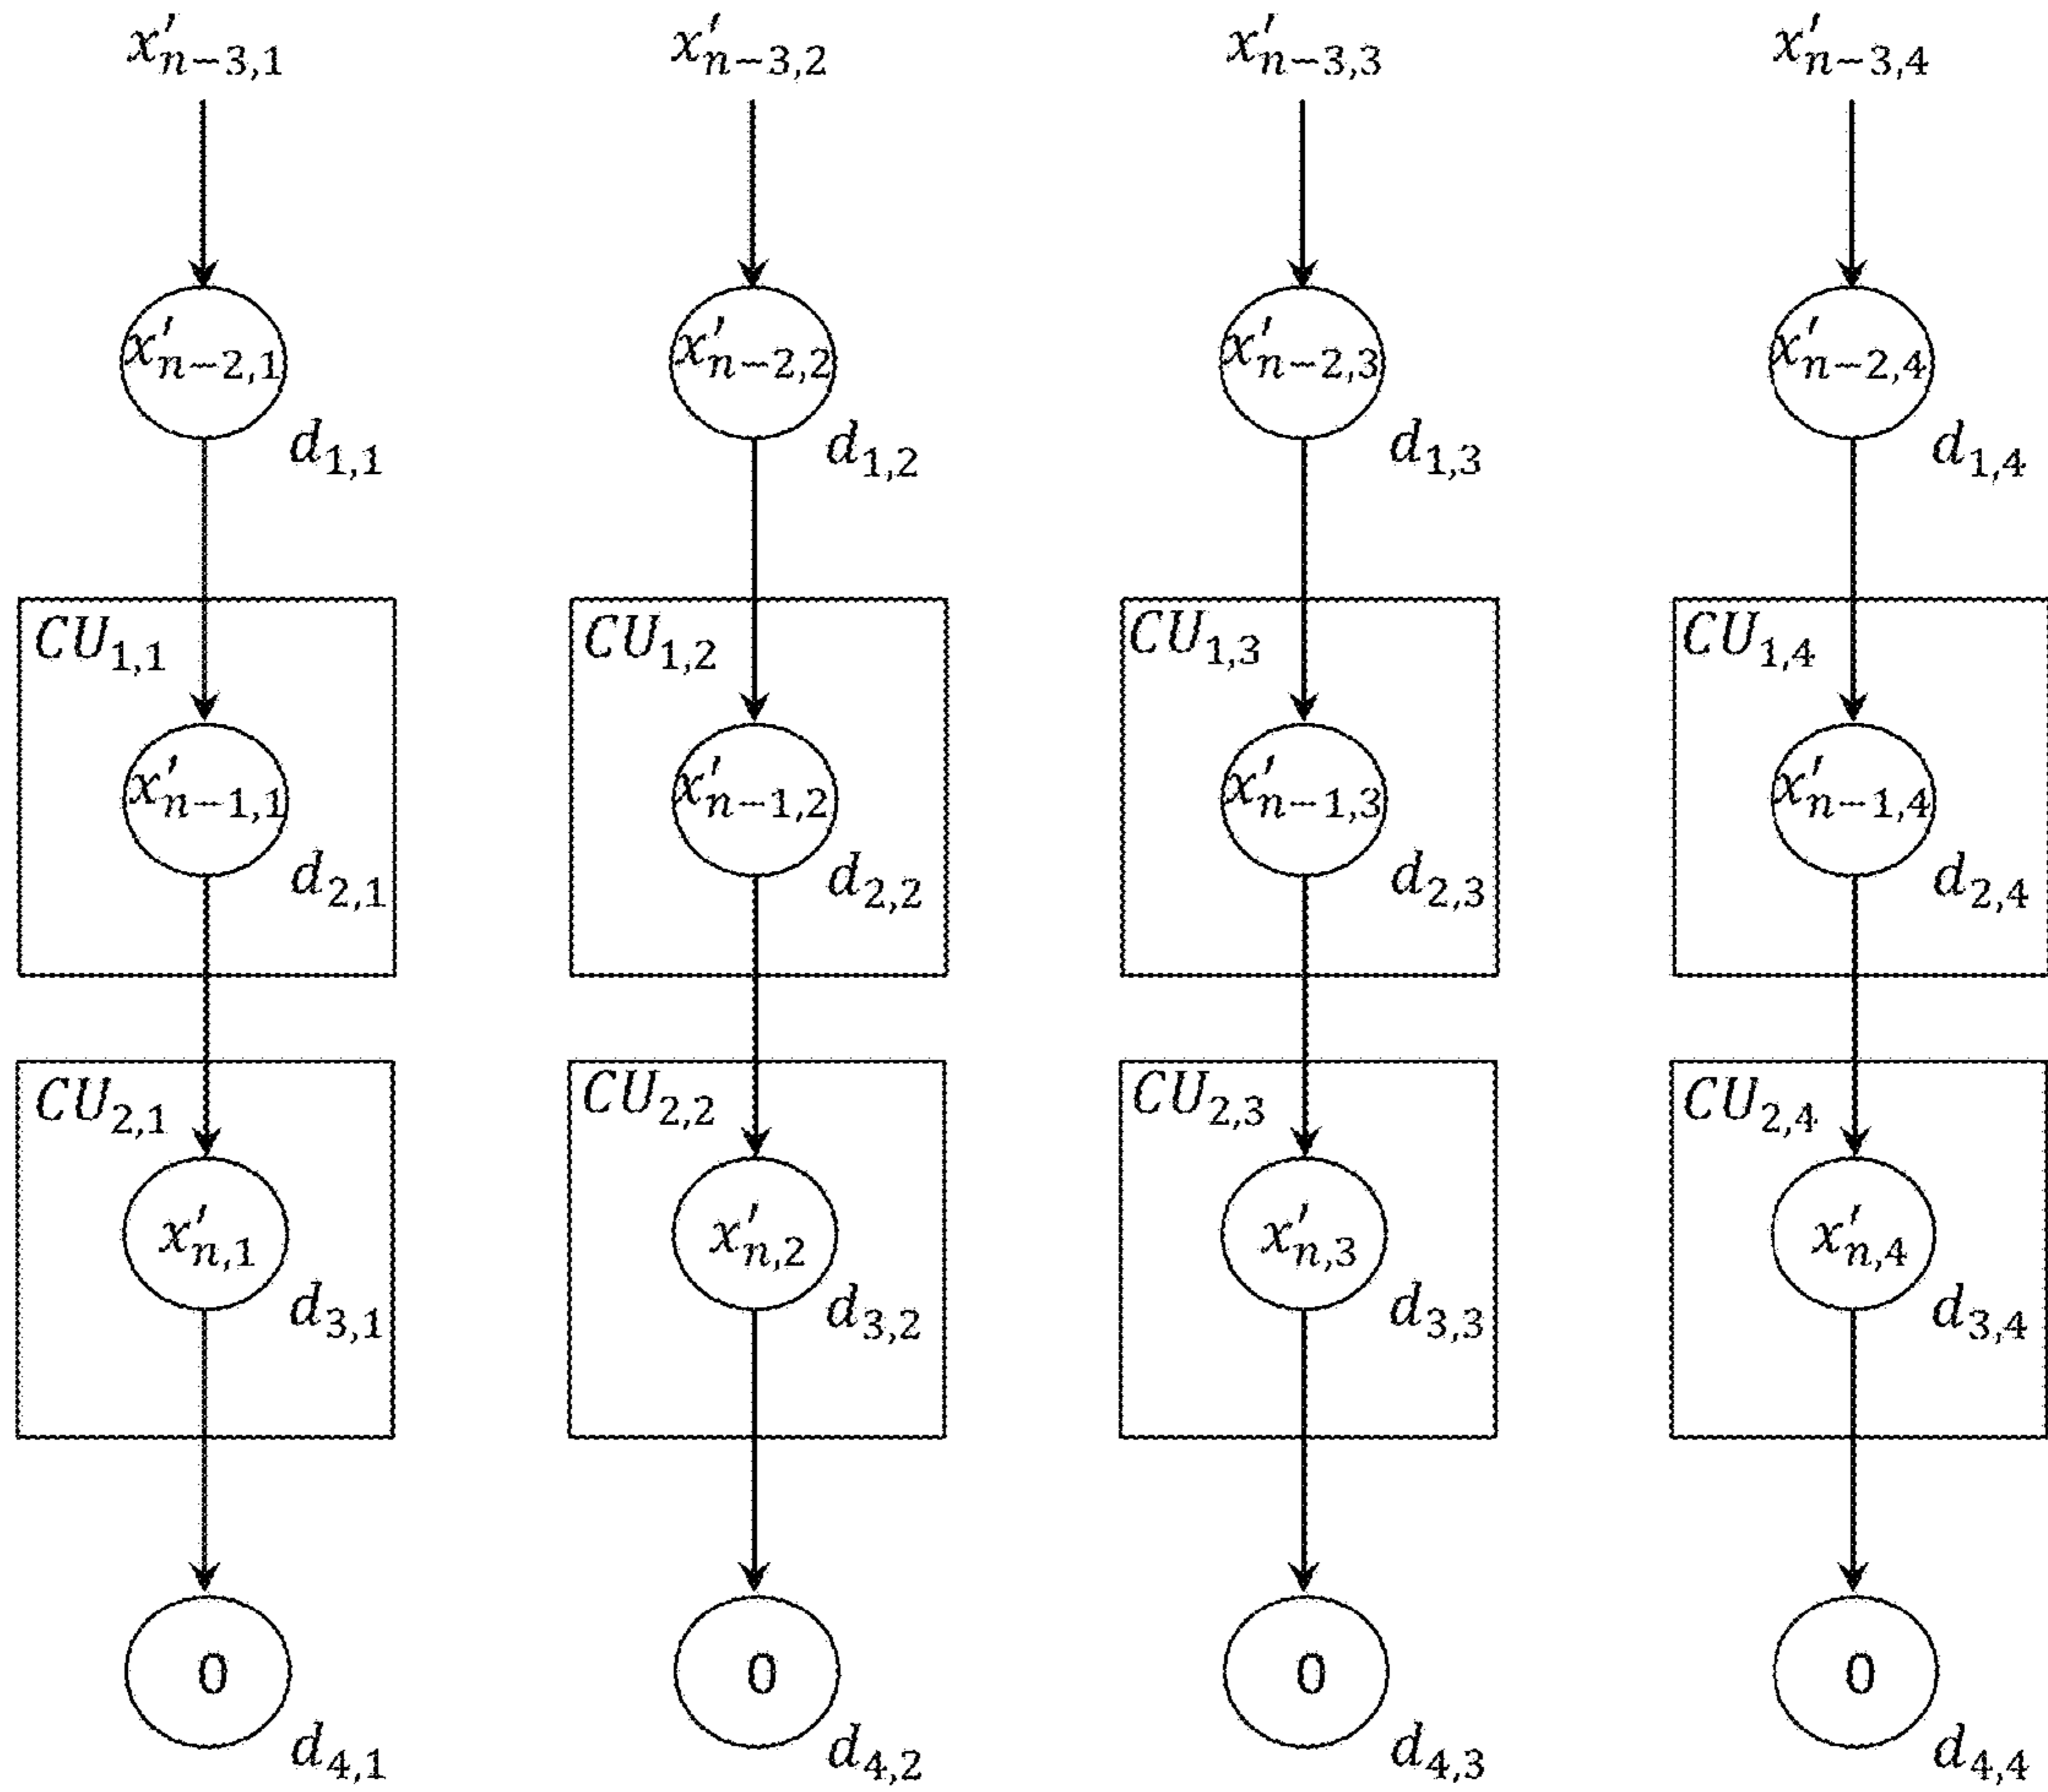 x′n−3,1 x′n−3,2 x′n−3,3 x′n−3,4
x′n−2,1 x′n−2,2 x′n−2,3 x′n−2,4
d1,1 d1,2 d1,3 d1,4
CU1,1 CU1,2 CU1,3 CU1,4
x′n−1,1 x′n−1,2 x′n−1,3 x′n−1,4
d2,1 d2,2 d2,3 d2,4
CU2,1 CU2,2 CU2,3 CU2,4
x′n,1 x′n,2 x′n,3 x′n,4
d3,1 d3,2 d3,3 d3,4
0 0 0 0
d4,1 d4,2 d4,3 d4,4